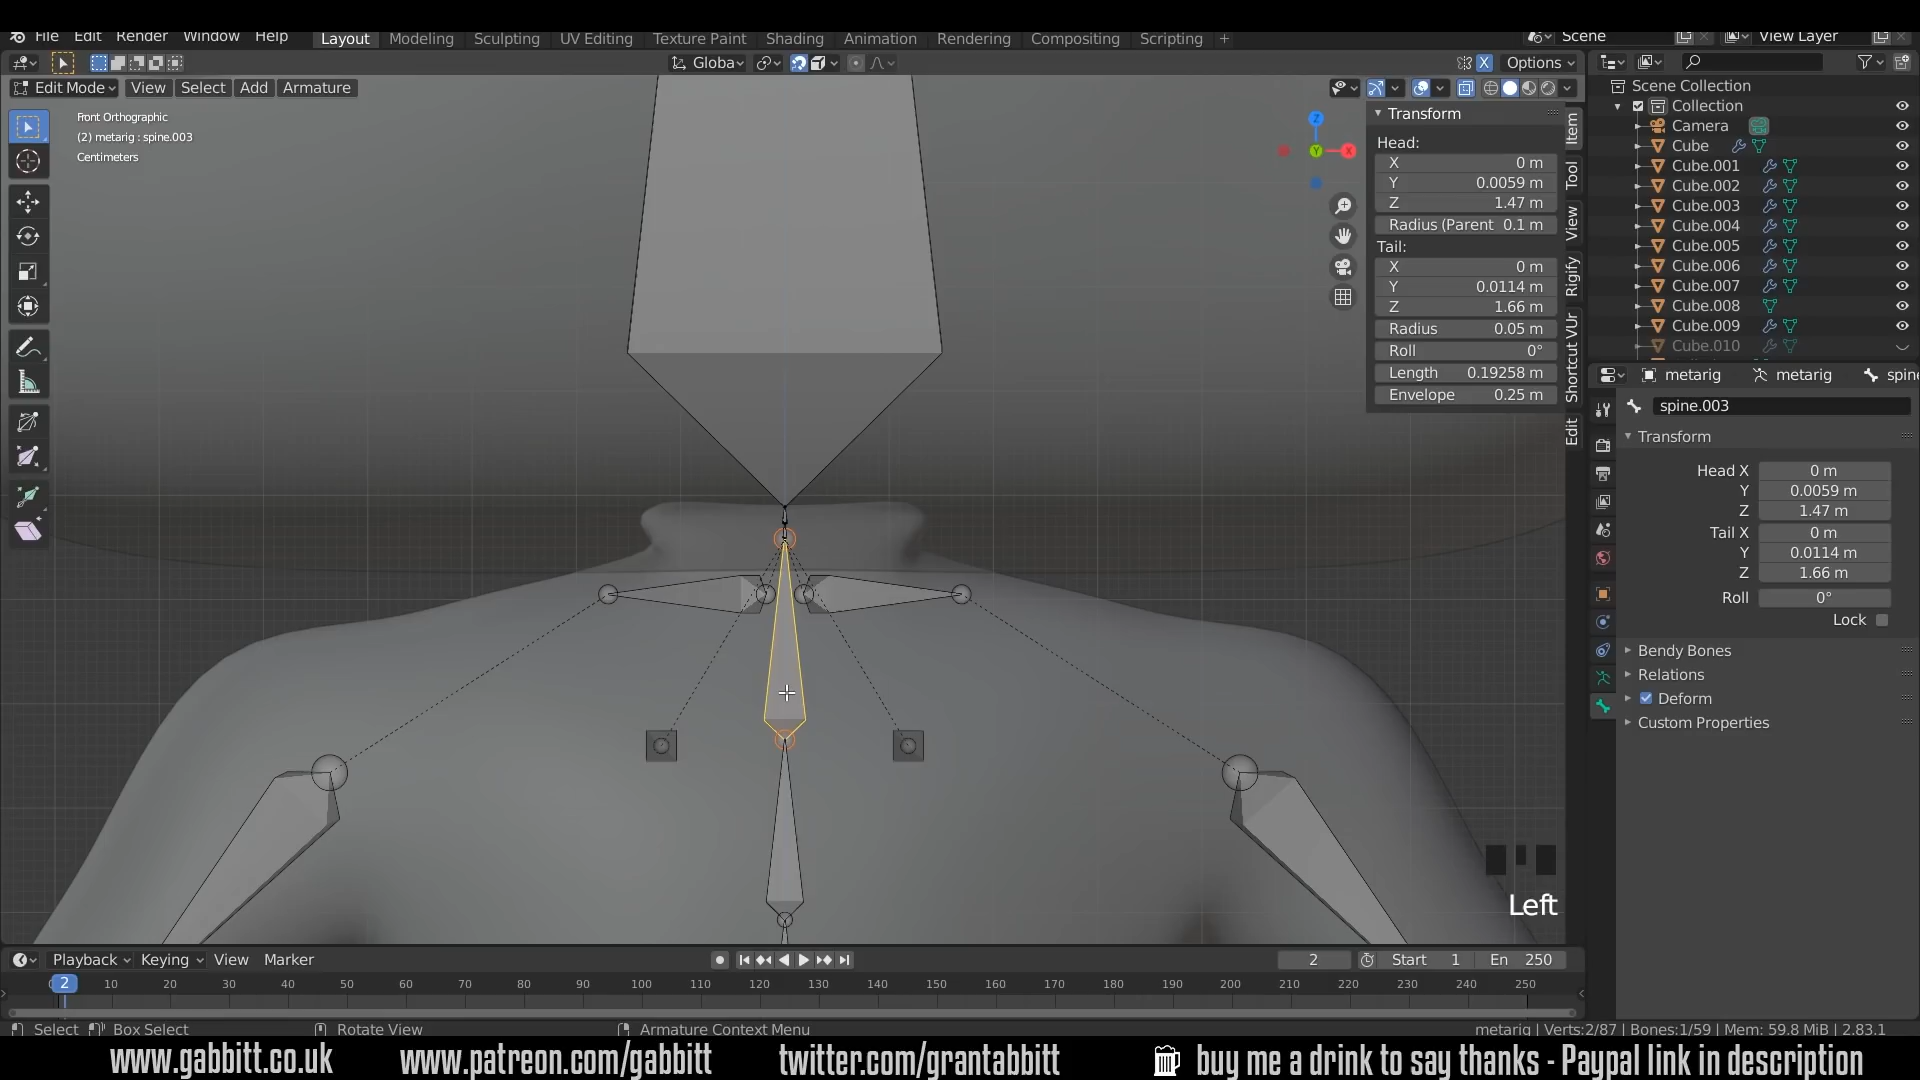 File Edit Render Window Help Layout Modeling Sculpting UV Editing Texture Paint Shading Animation Rendering Compositing Scripting + Scene View Layer
Globa X Options
Edit Mode View Select Add Armature
Front Orthographic
(2) metarig : spine.003
Centimeters
Z
Y
X
Transform
Head:
X 0 m
Y 0.0059 m
Z 1.47 m
Radius (Parent 0.1 m
Tail:
X 0 m
Y 0.0114 m
Z 1.66 m
Radius 0.05 m
Roll 0°
Length 0.19258 m
Envelope 0.25 m
Item
Tool
View
Rigify
Shortcut VUr
Edit
Scene Collection
Collection
Camera
Cube
Cube.001
Cube.002
Cube.003
Cube.004
Cube.005
Cube.006
Cube.007
Cube.008
Cube.009
Cube.010
metarig metarig spine
spine.003
Transform
Head X 0 m
Y 0.0059 m
Z 1.47 m
Tail X 0 m
Y 0.0114 m
Z 1.66 m
Roll 0°
Lock
Bendy Bones
Relations
Deform
Custom Properties
Left
Playback Keying View Marker 2 Start 1 En 250
2 10 20 30 40 50 60 70 80 90 100 110 120 130 140 150 160 170 180 190 200 210 220 230 240 250
Select Box Select Rotate View Armature Context Menu metarig | Verts:2/87 | Bones:1/59 | Mem: 59.8 MiB | 2.83.1
www.gabbitt.co.uk www.patreon.com/gabbitt twitter.com/grantabbitt buy me a drink to say thanks - Paypal link in description